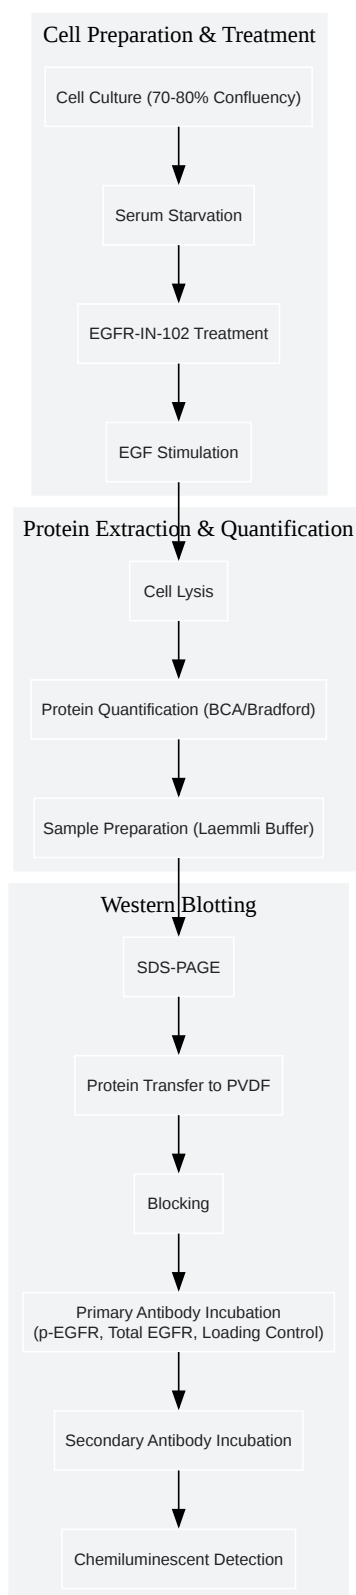 Cell Preparation & Treatment
Cell Culture (70-80% Confluency)
Serum Starvation
EGFR-IN-102 Treatment
EGF Stimulation
Protein Extraction & Quantification
Cell Lysis
Protein Quantification (BCA/Bradford)
Sample Preparation (Laemmli Buffer)
Western Blotting
SDS-PAGE
Protein Transfer to PVDF
Blocking
Primary Antibody Incubation
(p-EGFR, Total EGFR, Loading Control)
Secondary Antibody Incubation
Chemiluminescent Detection